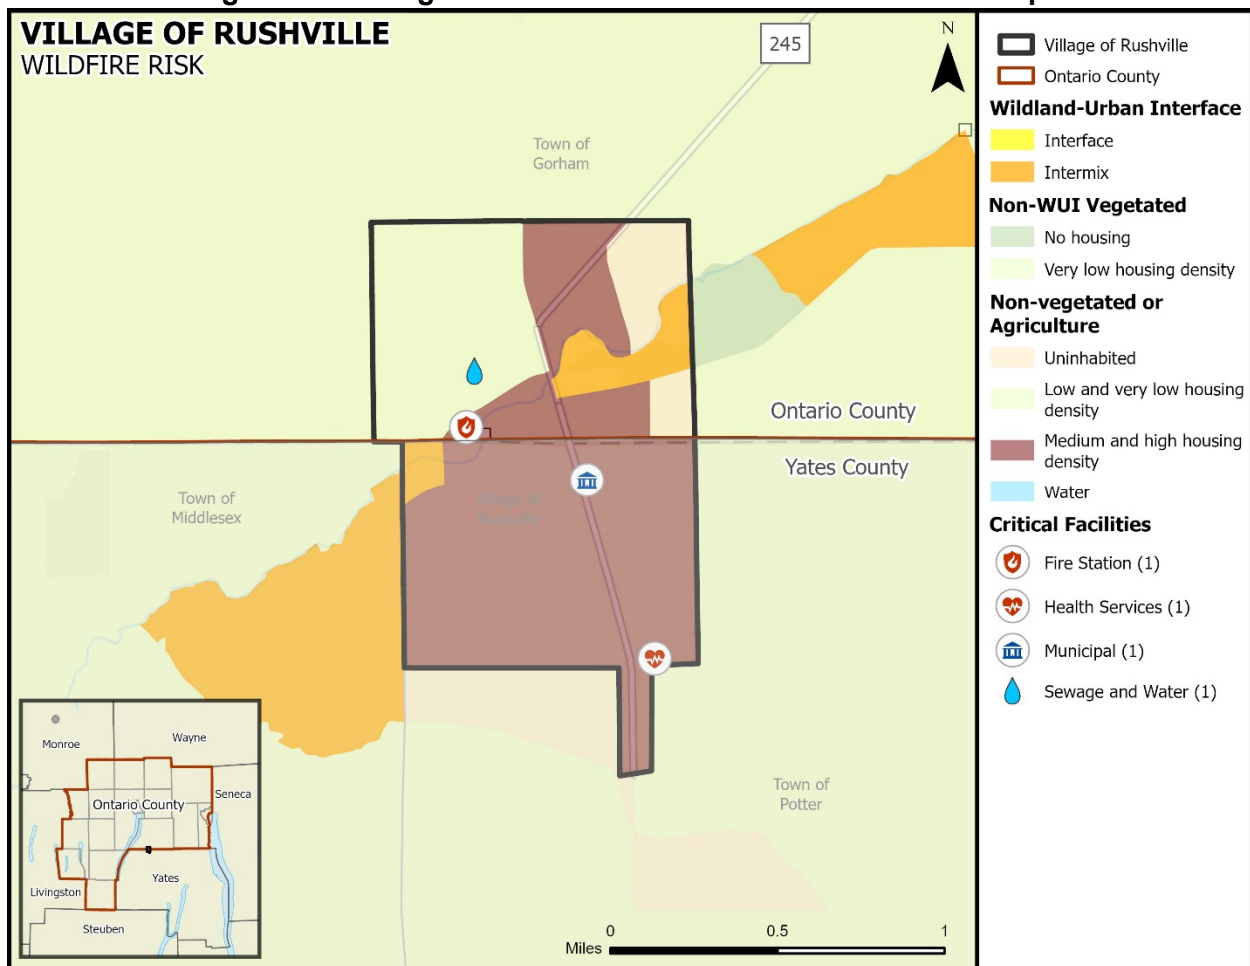 VILLAGE OF RUSHVILLE
WILDFIRE RISK
245
N
Town of
Gorham
Ontario County
Yates County
Town of
Middlesex
Village of
Rushville
Town of
Potter
Monroe
Wayne
Ontario County
Seneca
Livingston
Yates
Steuben
0 0.5 1
Miles
Village of Rushville
Ontario County
Wildland-Urban Interface
Interface
Intermix
Non-WUI Vegetated
No housing
Very low housing density
Non-vegetated or
Agriculture
Uninhabited
Low and very low housing
density
Medium and high housing
density
Water
Critical Facilities
Fire Station (1)
Health Services (1)
Municipal (1)
Sewage and Water (1)